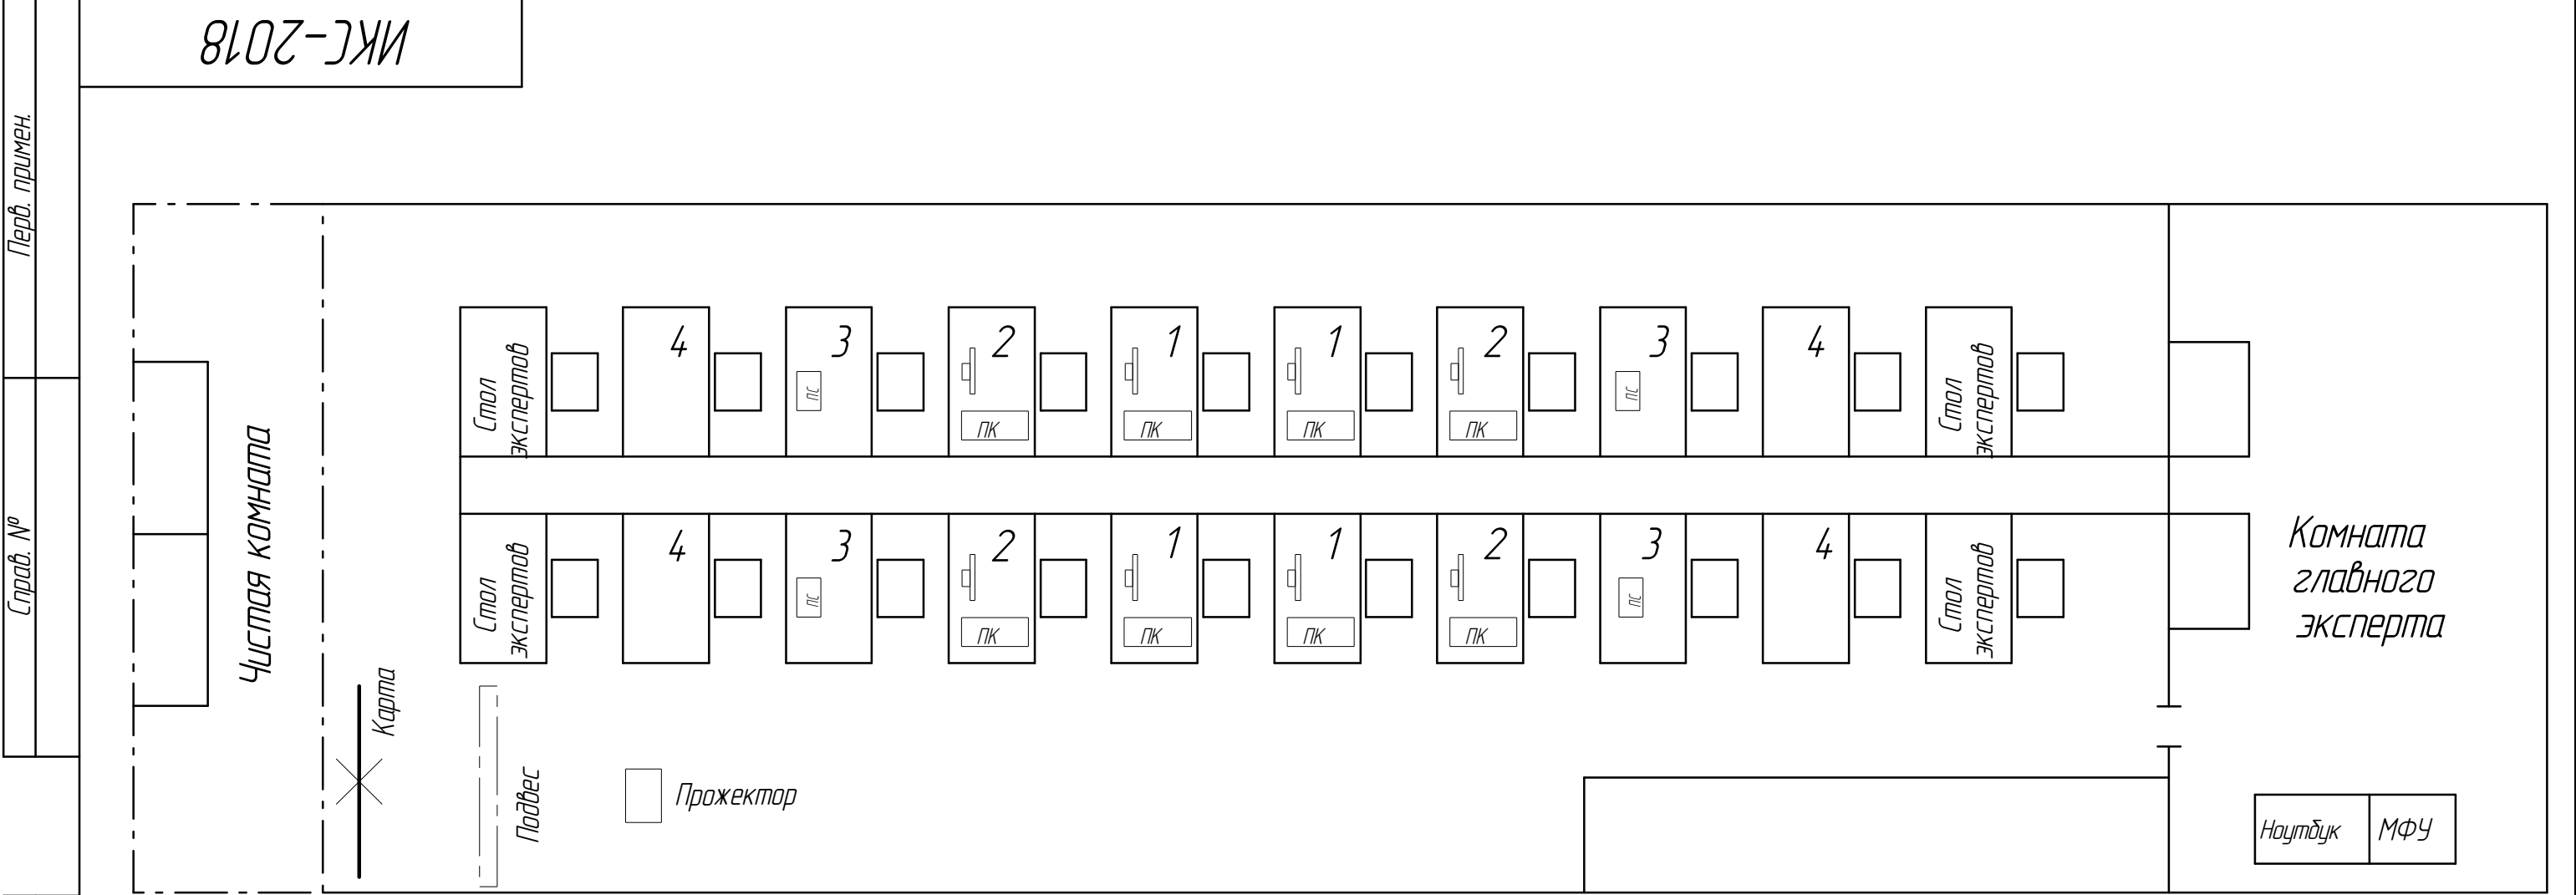 ИКС-2018
Перв. примен.
Справ. №
Чистая комната
Стол
экспертов
4
3
2
1
1
2
3
4
Стол
экспертов
ПС
ПК
ПК
ПК
ПК
ПС
Стол
экспертов
4
3
2
1
1
2
3
4
Стол
экспертов
ПС
ПК
ПК
ПК
ПК
ПС
Комната
главного
эксперта
Карта
Подвес
Прожектор
Ноутбук
МФУ